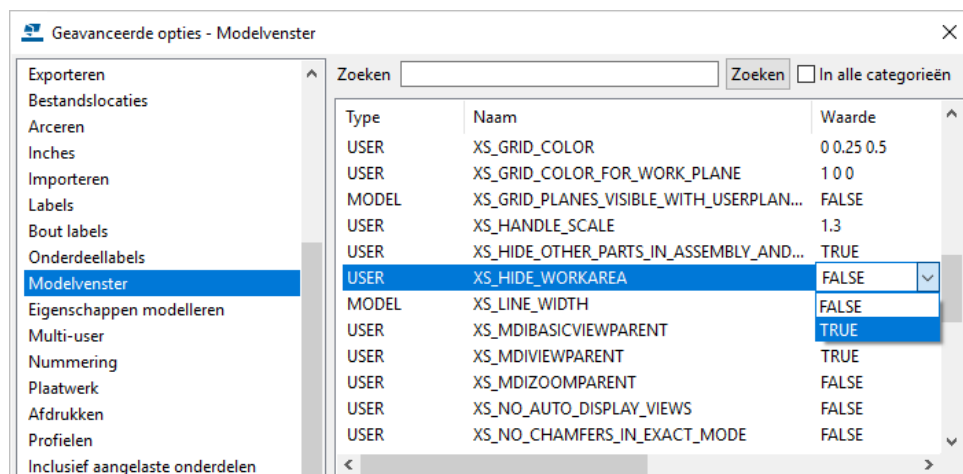 Geavanceerde opties - Modelvenster
Exporteren
Bestandslocaties
Arceren
Inches
Importeren
Labels
Bout labels
Onderdeellabels
Modelvenster
Eigenschappen modelleren
Multi-user
Nummering
Plaatwerk
Afdrukken
Profielen
Inclusief aangelaste onderdelen
Zoeken Zoeken In alle categorieën
Type Naam Waarde
USER XS_GRID_COLOR 0 0.25 0.5
USER XS_GRID_COLOR_FOR_WORK_PLANE 1 0 0
MODEL XS_GRID_PLANES_VISIBLE_WITH_USERPLAN... FALSE
USER XS_HANDLE_SCALE 1.3
USER XS_HIDE_OTHER_PARTS_IN_ASSEMBLY_AND... TRUE
USER XS_HIDE_WORKAREA FALSE
MODEL XS_LINE_WIDTH FALSE
USER XS_MDIBASICVIEWPARENT TRUE
USER XS_MDIVIEWPARENT TRUE
USER XS_MDIZOOMPARENT FALSE
USER XS_NO_AUTO_DISPLAY_VIEWS FALSE
USER XS_NO_CHAMFERS_IN_EXACT_MODE FALSE